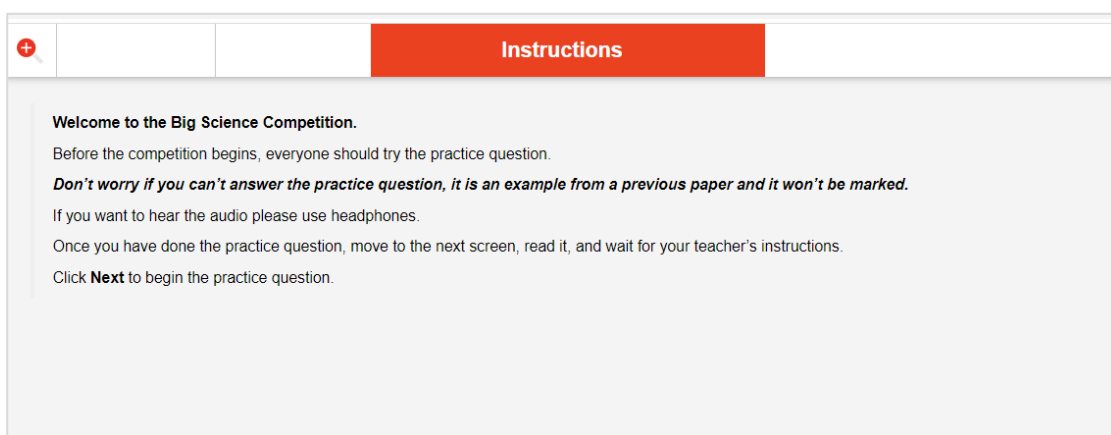 Instructions
Welcome to the Big Science Competition.
Before the competition begins, everyone should try the practice question.
Don’t worry if you can’t answer the practice question, it is an example from a previous paper and it won’t be marked.
If you want to hear the audio please use headphones.
Once you have done the practice question, move to the next screen, read it, and wait for your teacher’s instructions.
Click Next to begin the practice question.